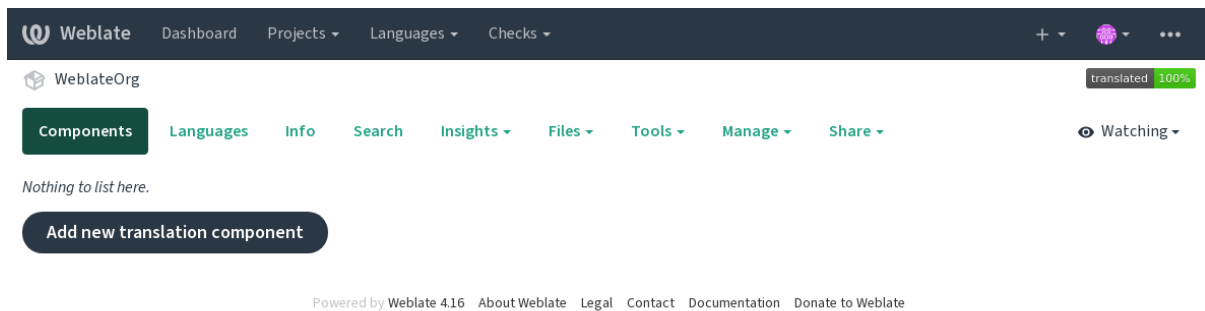 Weblate Dashboard Projects Languages Checks
WeblateOrg translated 100%
Components Languages Info Search Insights Files Tools Manage Share Watching
Nothing to list here.
Add new translation component
Powered by Weblate 4.16 About Weblate Legal Contact Documentation Donate to Weblate